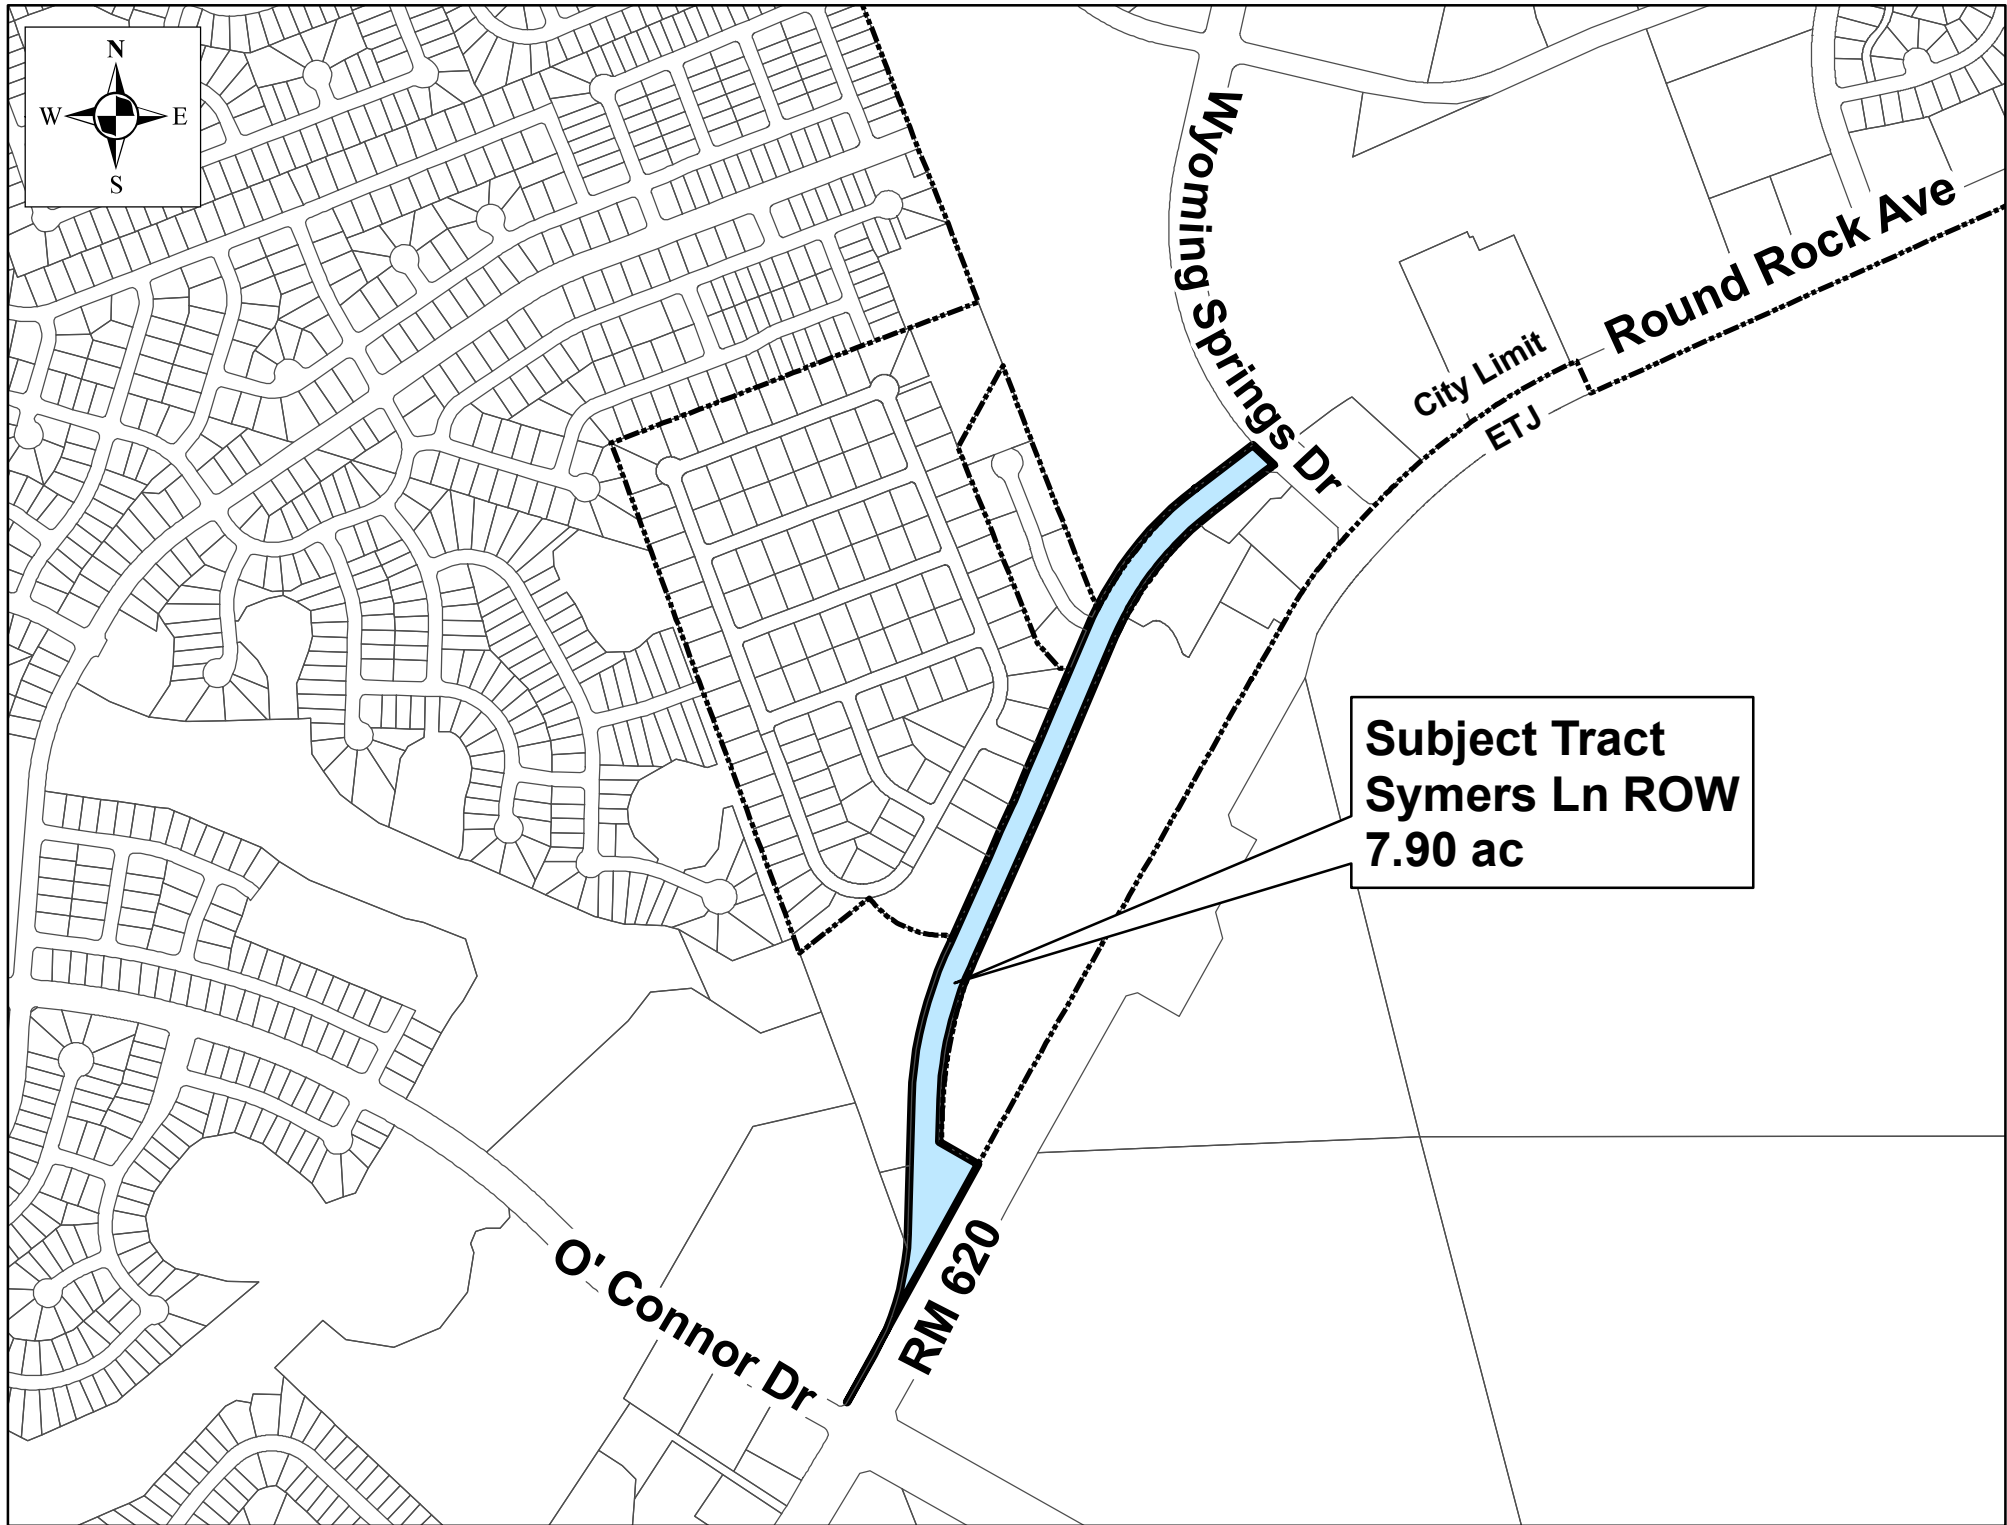 N
W E
S
Wyoming Springs Dr
Round Rock Ave
City Limit
ETJ
Subject Tract
Symers Ln ROW
7.90 ac
O' Connor Dr
RM 620